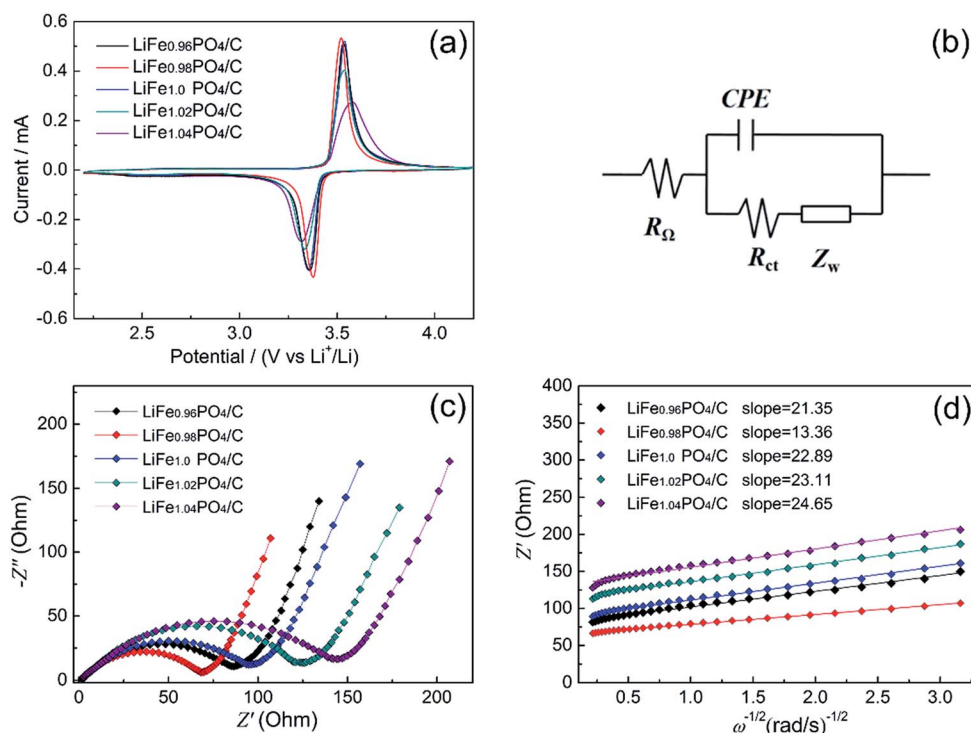 (a)
LiFe0.96PO4/C
LiFe0.98PO4/C
LiFe1.0 PO4/C
LiFe1.02PO4/C
LiFe1.04PO4/C
0.6
0.4
0.2
0.0
-0.2
-0.4
-0.6
Current / mA
2.5 3.0 3.5 4.0
Potential / (V vs Li⁺/Li)
(b)
CPE
RΩ
Rct
Zw
(c)
LiFe0.96PO4/C
LiFe0.98PO4/C
LiFe1.0 PO4/C
LiFe1.02PO4/C
LiFe1.04PO4/C
200
150
100
50
0
-Z″ (Ohm)
0 50 100 150 200
Z′ (Ohm)
(d)
LiFe0.96PO4/C slope=21.35
LiFe0.98PO4/C slope=13.36
LiFe1.0 PO4/C slope=22.89
LiFe1.02PO4/C slope=23.11
LiFe1.04PO4/C slope=24.65
400
350
300
250
200
150
100
50
0
Z′ (Ohm)
0.5 1.0 1.5 2.0 2.5 3.0
ω⁻¹/²(rad/s)⁻¹/²